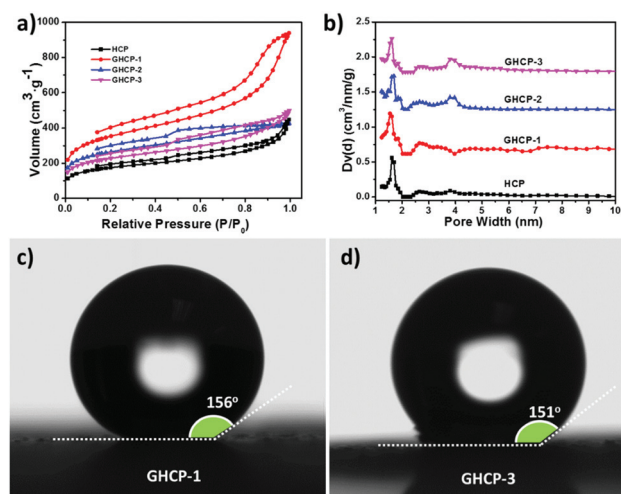 a)
1000
800
600
400
200
0
Volume (cm³·g⁻¹)
HCP
GHCP-1
GHCP-2
GHCP-3
0.0 0.2 0.4 0.6 0.8 1.0
Relative Pressure (P/P₀)
b)
2.5
2.0
1.5
1.0
0.5
0.0
Dv(d) (cm³/nm/g)
GHCP-3
GHCP-2
GHCP-1
HCP
1 2 3 4 5 6 7 8 9 10
Pore Width (nm)
c)
156°
GHCP-1
d)
151°
GHCP-3